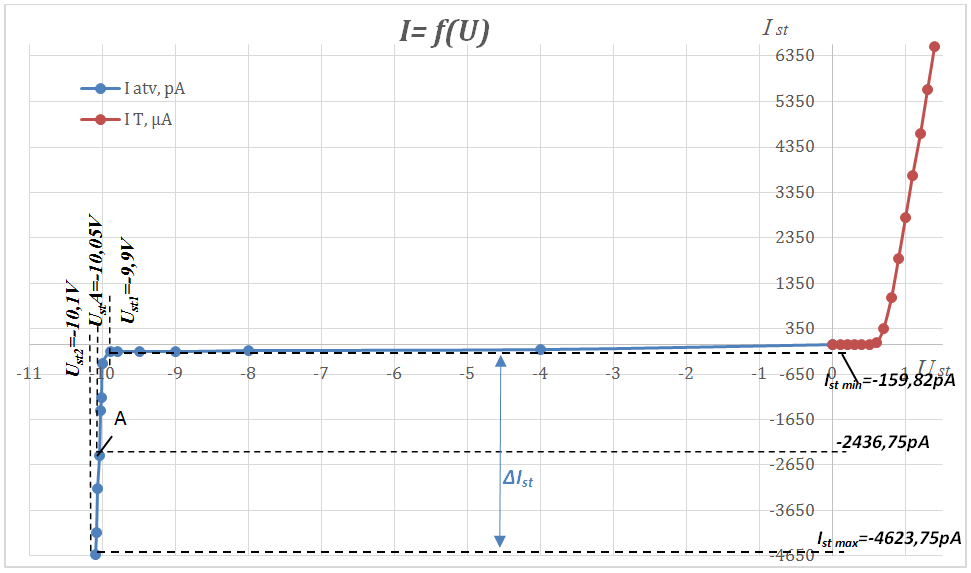 I= f(U)
I st
I atv, pA
I T, µA
6350
5350
4350
3350
2350
1350
350
-650
-1650
-2650
-3650
-4650
-11
-10
-9
-8
-7
-6
-5
-4
-3
-2
-1
0
1
U st
Ust2=-10,1V
UstA=-10,05V
Ust1=-9,9V
A
ΔIst
Ist min=-159,82pA
-2436,75pA
Ist max=-4623,75pA